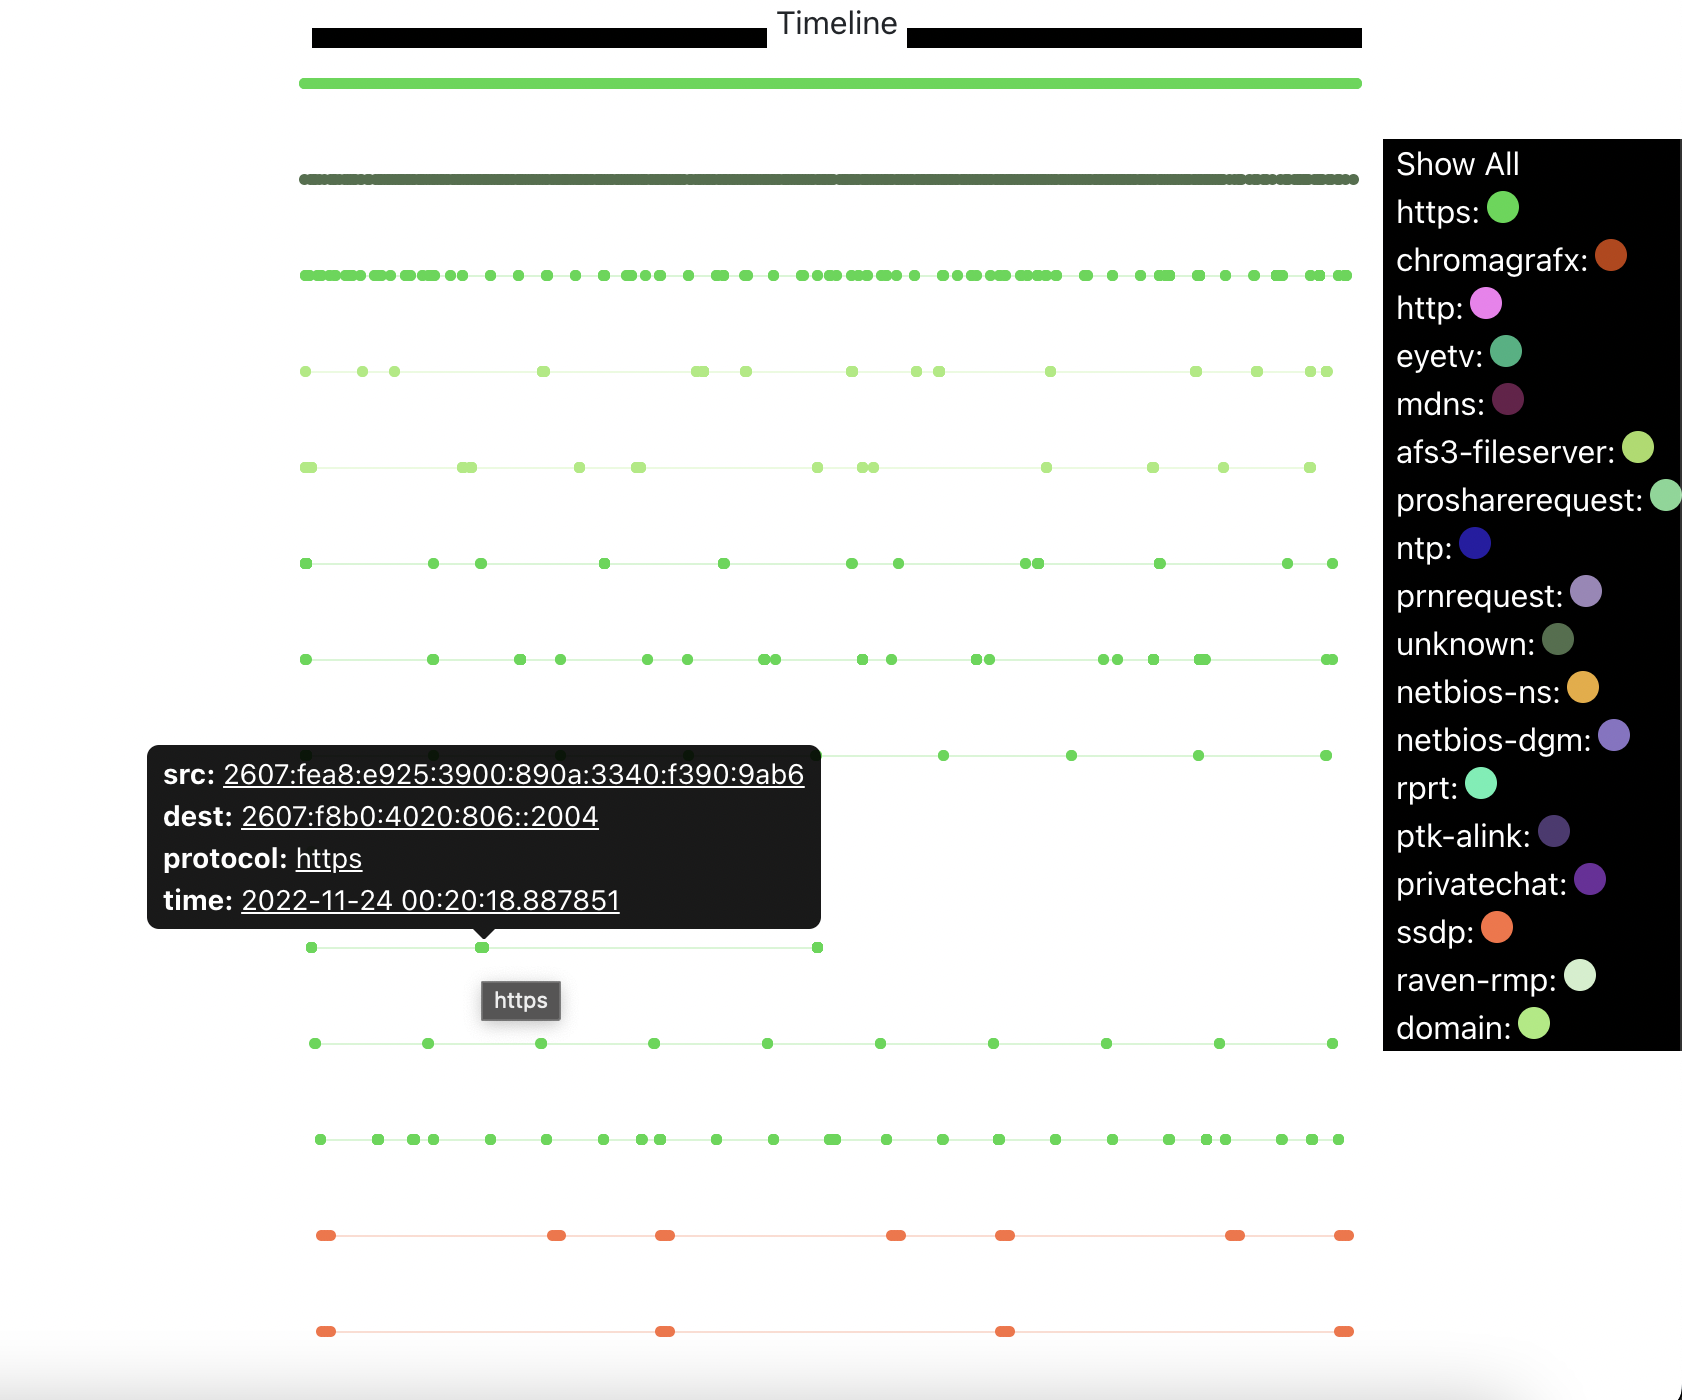 Timeline
Show All
https:
chromagrafx:
http:
eyetv:
mdns:
afs3-fileserver:
prosharerequest:
ntp:
prnrequest:
unknown:
netbios-ns:
netbios-dgm:
rprt:
ptk-alink:
privatechat:
ssdp:
raven-rmp:
domain:
src: 2607:fea8:e925:3900:890a:3340:f390:9ab6
dest: 2607:f8b0:4020:806::2004
protocol: https
time: 2022-11-24 00:20:18.887851
https